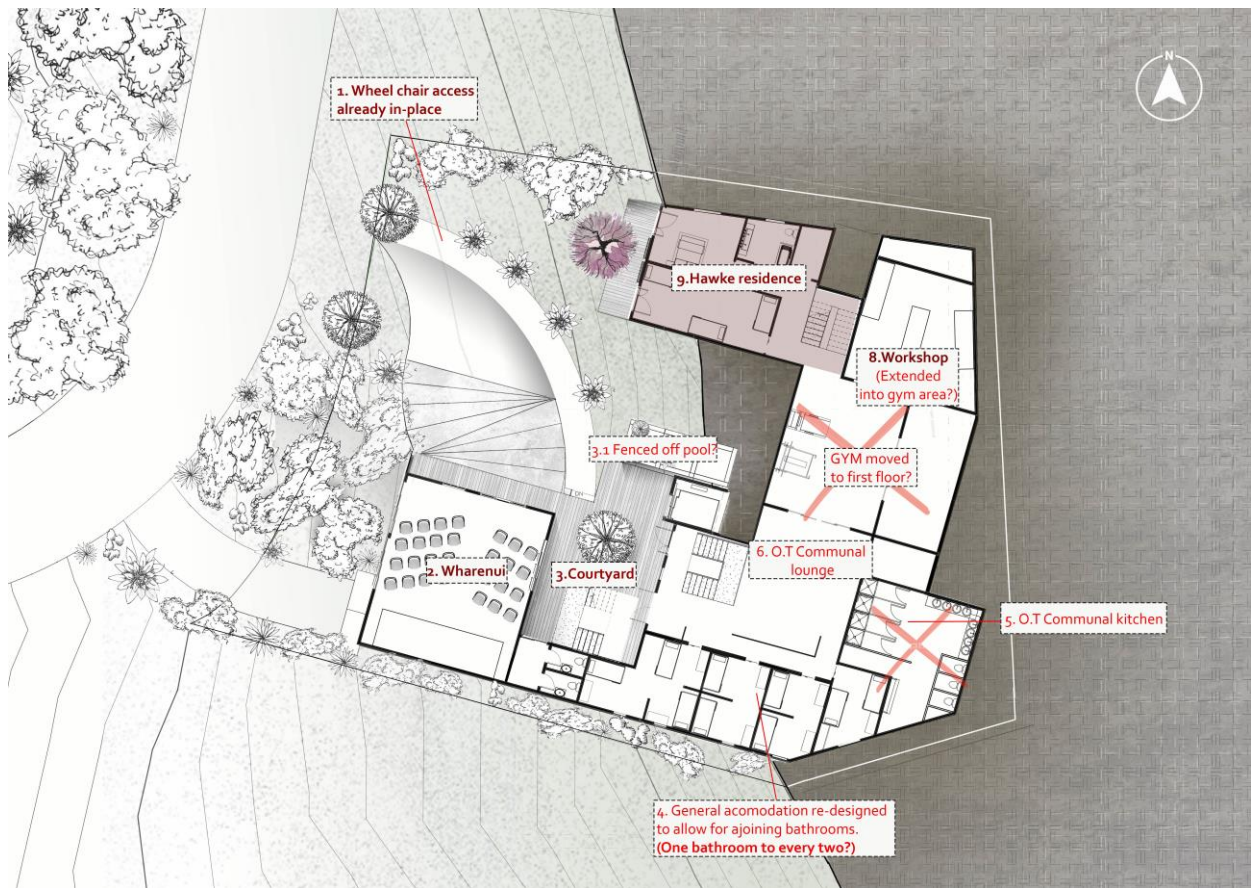 N
1. Wheel chair access
already in-place
9.Hawke residence
8.Workshop
(Extended
into gym area?)
3.1 Fenced off pool?
GYM moved
to first floor?
2. Wharenui
3.Courtyard
6. O.T Communal
lounge
5. O.T Communal kitchen
4. General acomodation re-designed
to allow for ajoining bathrooms.
(One bathroom to every two?)
DN